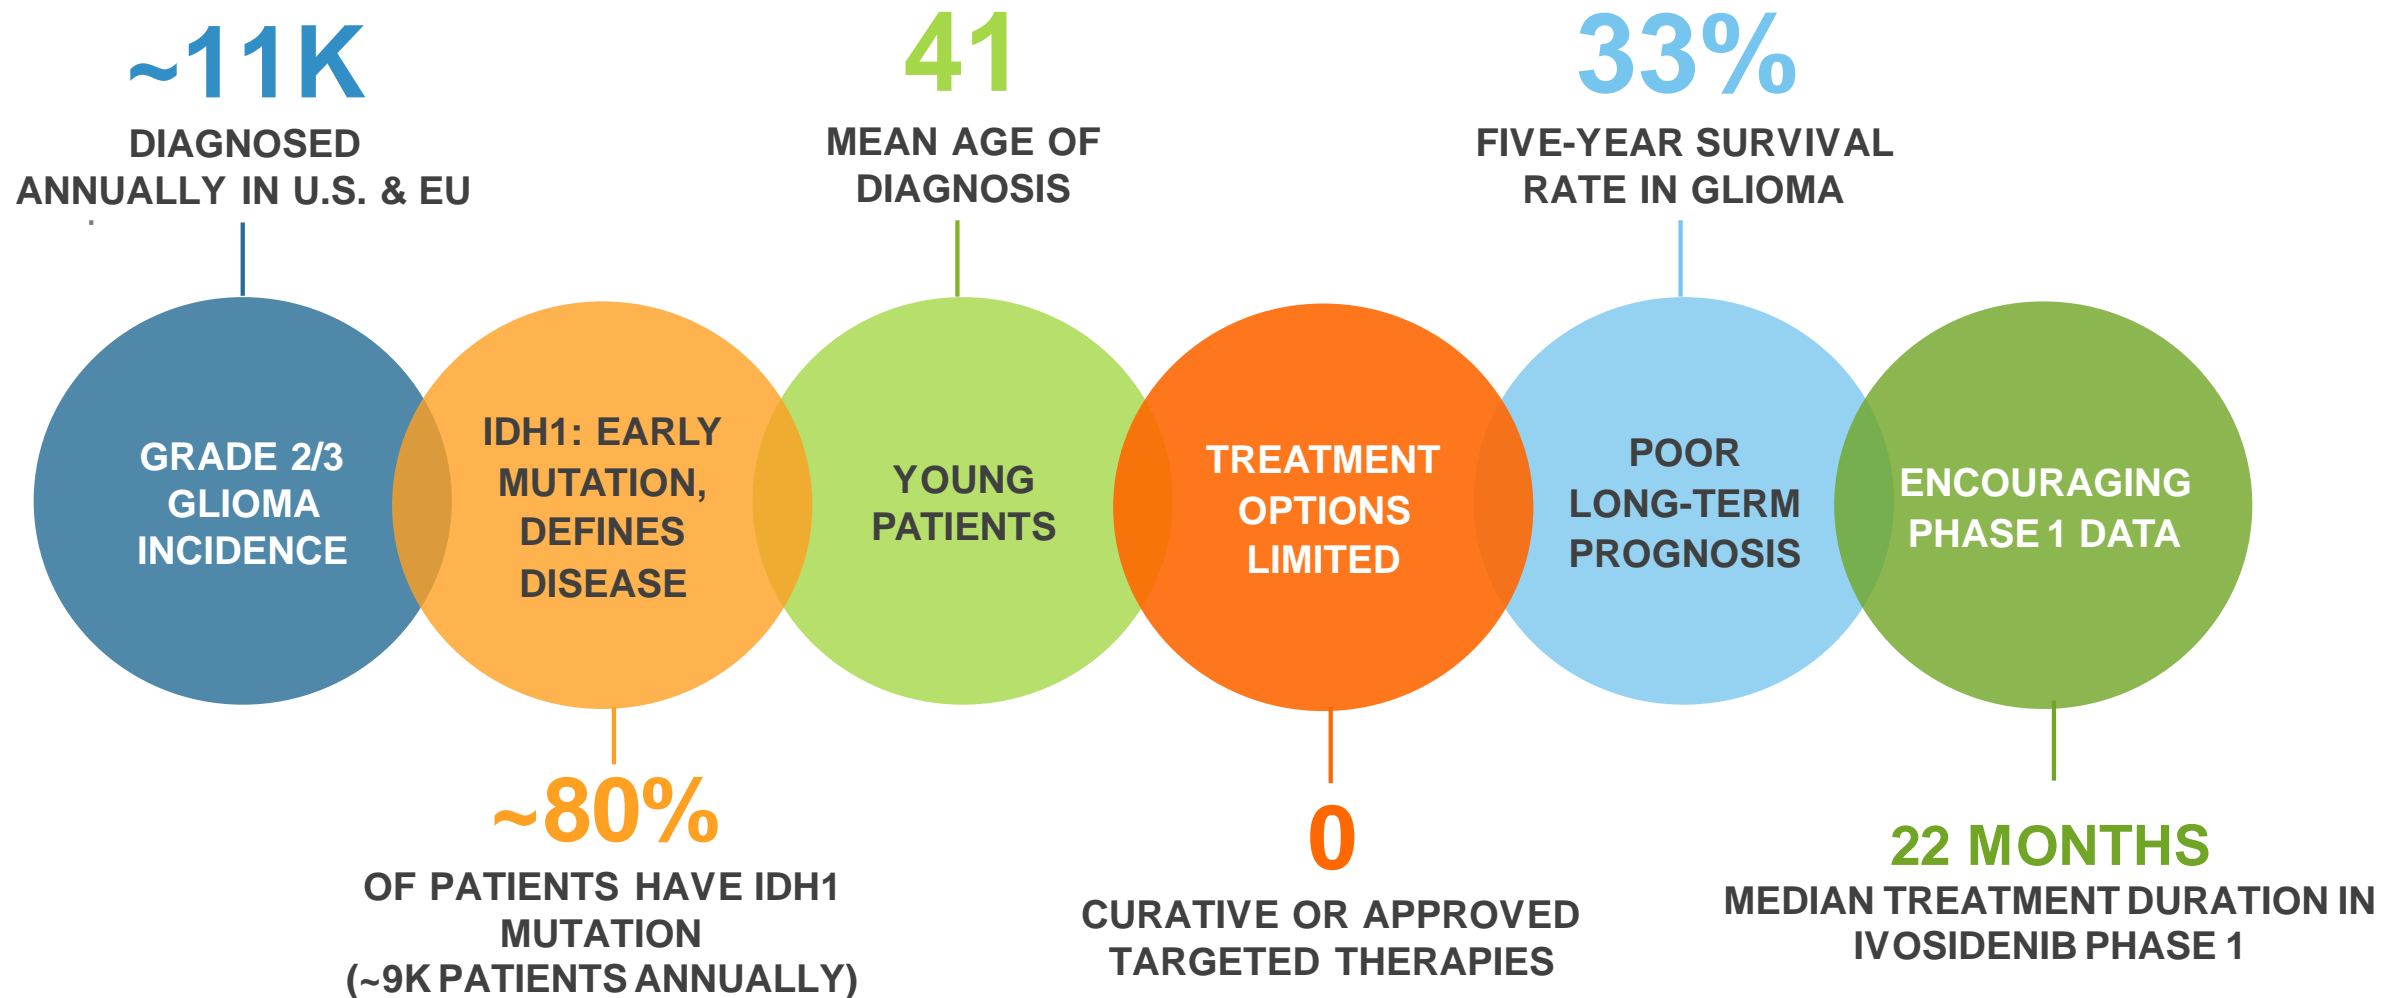 ~11K
DIAGNOSED
ANNUALLY IN U.S. & EU
41
MEAN AGE OF
DIAGNOSIS
33%
FIVE-YEAR SURVIVAL
RATE IN GLIOMA
GRADE 2/3
GLIOMA
INCIDENCE
IDH1: EARLY
MUTATION,
DEFINES
DISEASE
YOUNG
PATIENTS
TREATMENT
OPTIONS
LIMITED
POOR
LONG-TERM
PROGNOSIS
ENCOURAGING
PHASE 1 DATA
~80%
OF PATIENTS HAVE IDH1
MUTATION
(~9K PATIENTS ANNUALLY)
0
CURATIVE OR APPROVED
TARGETED THERAPIES
22 MONTHS
MEDIAN TREATMENT DURATION IN
IVOSIDENIB PHASE 1